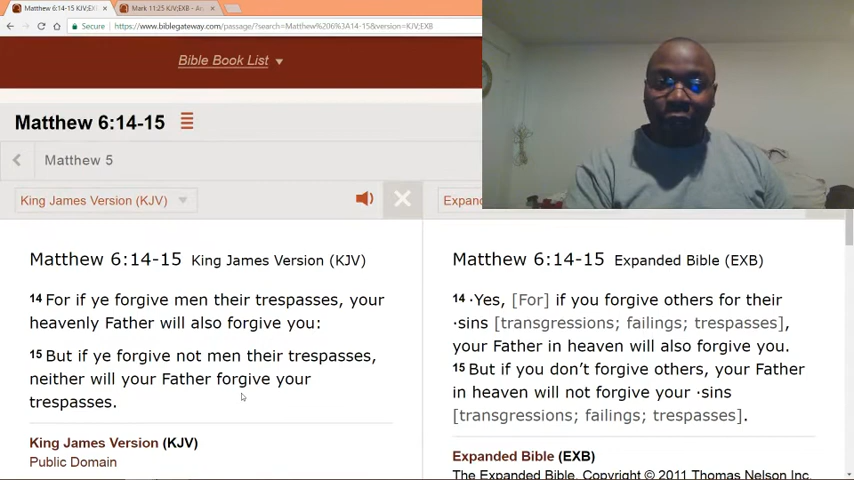 Matthew 6:14-15 KJV;EX
Mark 11:25 KJV;EXB - 
Secure
https://www.biblegateway.com/passage/?search=Matthew%206%3A14-15&version=KJV;EXB
Bible Book List
Matthew 6:14-15
Matthew 5
King James Version (KJV)
Expand
Matthew 6:14-15 King James Version (KJV)
14 For if ye forgive men their trespasses, your
heavenly Father will also forgive you:
15 But if ye forgive not men their trespasses,
neither will your Father forgive your
trespasses.
King James Version (KJV)
Public Domain
Matthew 6:14-15 Expanded Bible (EXB)
14 ·Yes, [For] if you forgive others for their
·sins [transgressions; failings; trespasses],
your Father in heaven will also forgive you.
15 But if you don’t forgive others, your Father
in heaven will not forgive your ·sins
[transgressions; failings; trespasses].
Expanded Bible (EXB)
The Expanded Bible, Copyright © 2011 Thomas Nelson Inc.